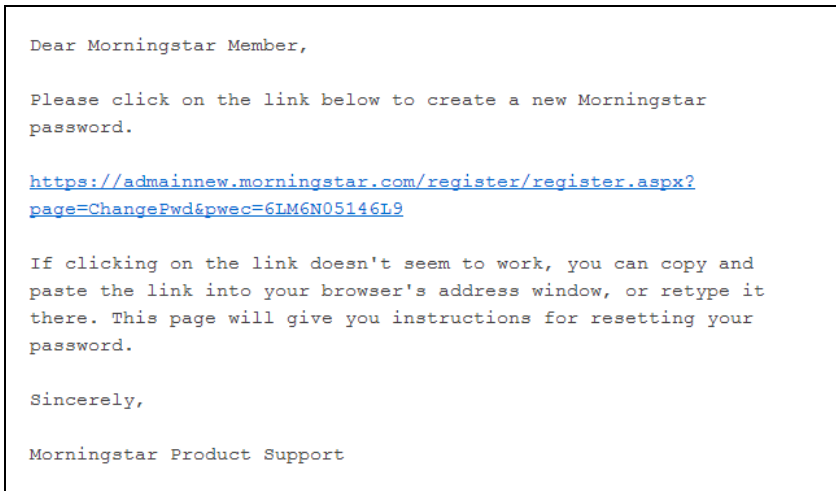 Dear Morningstar Member,
Please click on the link below to create a new Morningstar
password.
https://admainnew.morningstar.com/register/register.aspx?
page=ChangePwd&pwec=6LM6N05146L9
If clicking on the link doesn't seem to work, you can copy and
paste the link into your browser's address window, or retype it
there. This page will give you instructions for resetting your
password.
Sincerely,
Morningstar Product Support